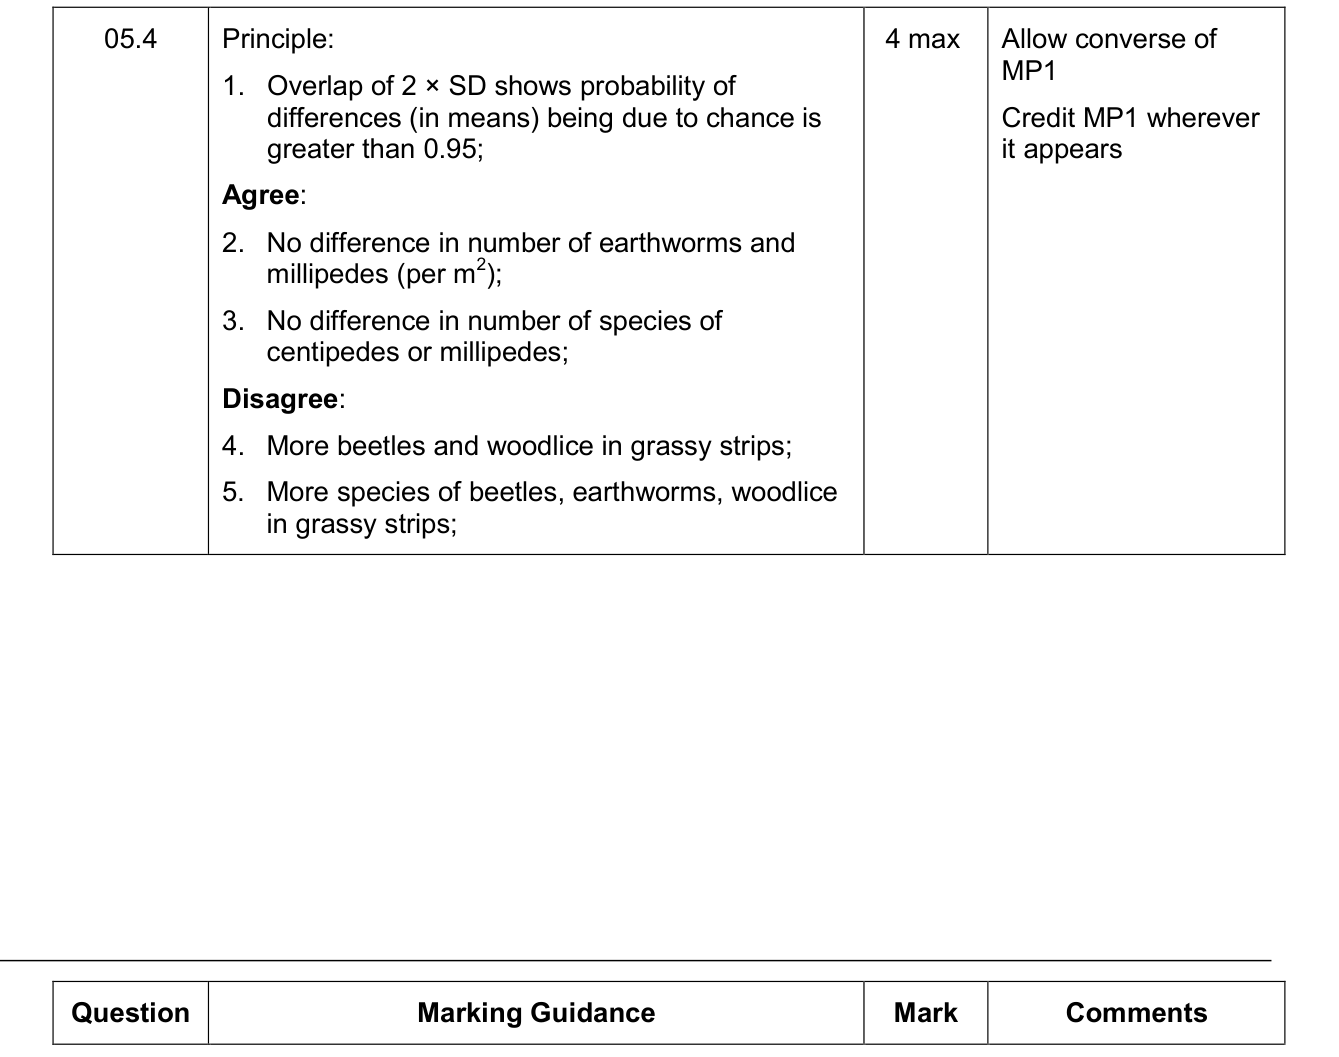 05.4
Principle:
1. Overlap of 2 × SD shows probability of
differences (in means) being due to chance is
greater than 0.95;
Agree:
2. No difference in number of earthworms and
millipedes (per m²);
3. No difference in number of species of
centipedes or millipedes;
Disagree:
4. More beetles and woodlice in grassy strips;
5. More species of beetles, earthworms, woodlice
in grassy strips;
4 max
Allow converse of
MP1
Credit MP1 wherever
it appears
Question
Marking Guidance
Mark
Comments